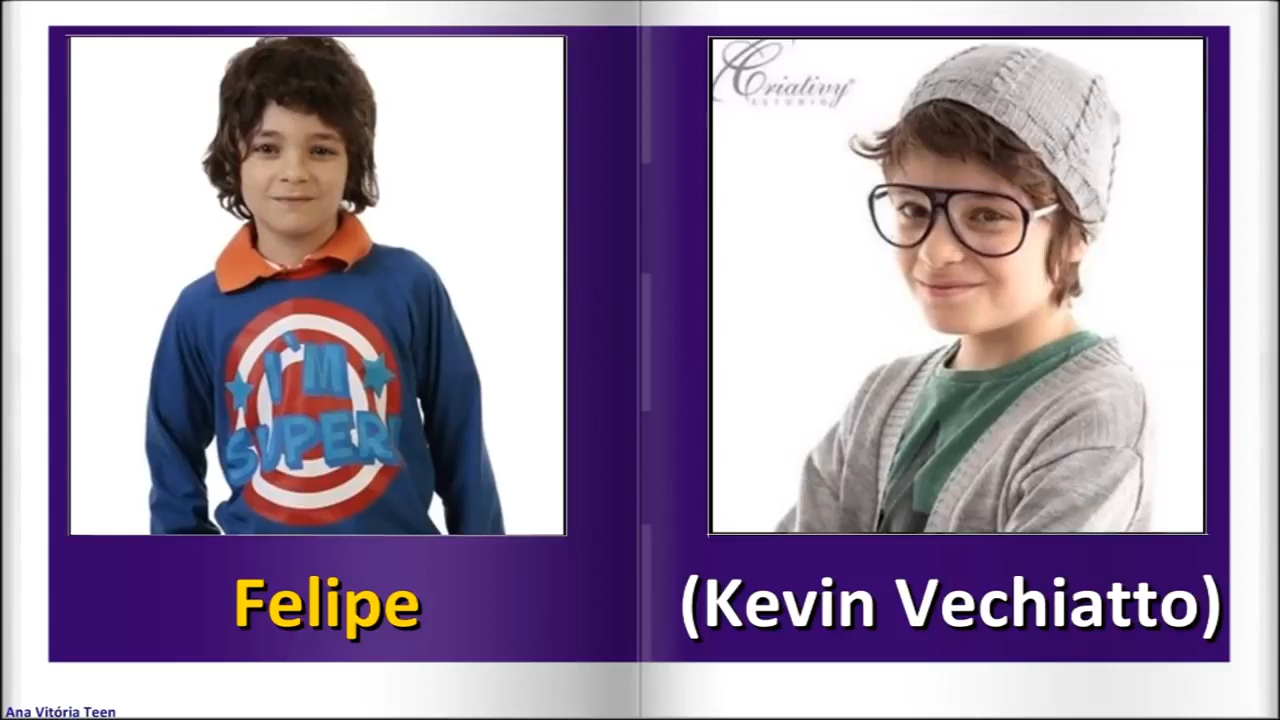 Criativy
ESTUDIO
I'M
SUPER!
Felipe
(Kevin Vechiatto)
Ana Vitória Teen